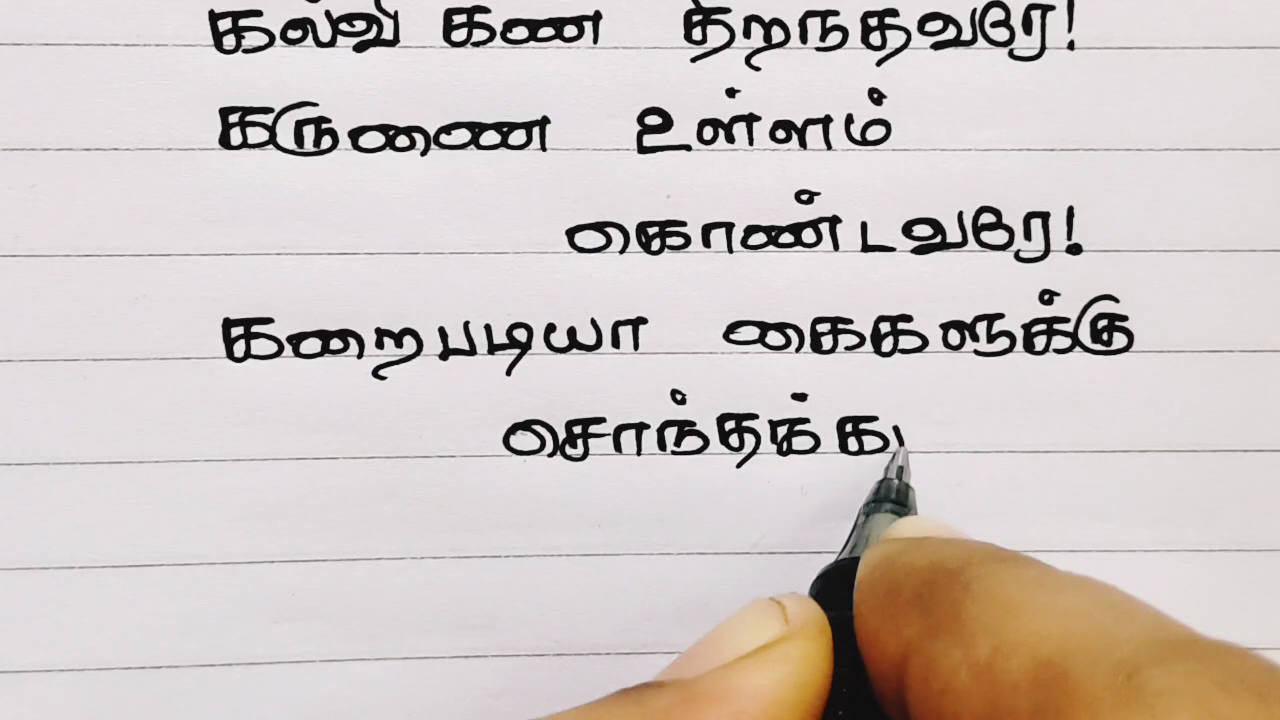 கல்வி கண் திறந்தவரே!
கருணை உள்ளம்
கொண்டவரே!
கறைபடியா கைகளுக்கு
சொந்தக்க